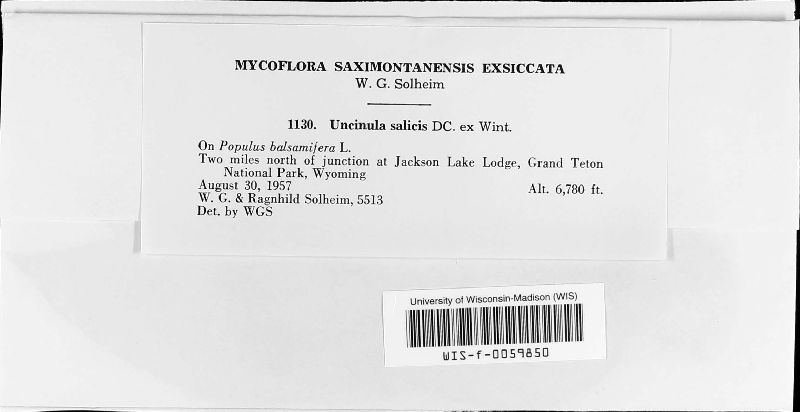 MYCOFLORA SAXIMONTANENSIS EXSICCATA
W. G. Solheim
1130. Uncinula salicis DC. ex Wint.
On Populus balsamifera L.
Two miles north of junction at Jackson Lake Lodge, Grand Teton
National Park, Wyoming
August 30, 1957 Alt. 6,780 ft.
W. G. & Ragnhild Solheim, 5513
Det. by WGS
University of Wisconsin-Madison (WIS)
WIS-f-0059850